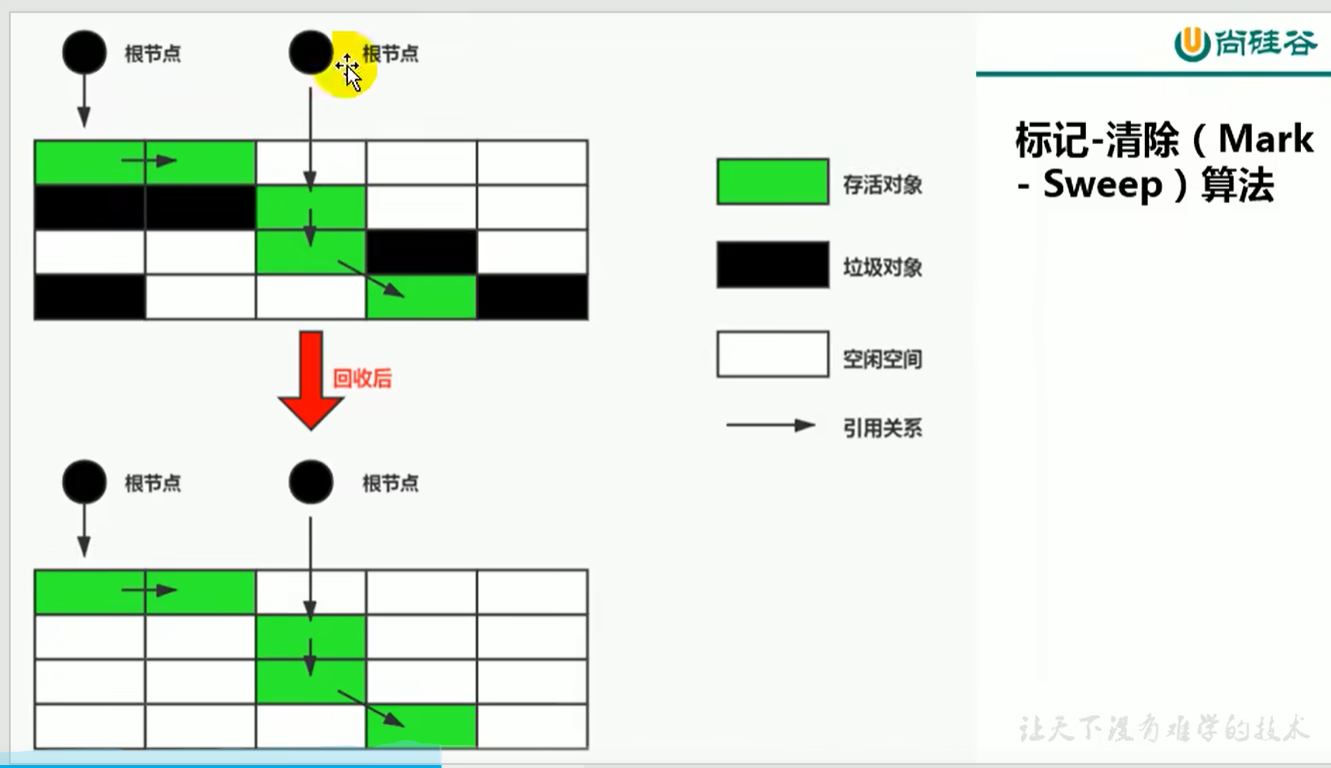 根节点
根节点
尚硅谷
标记-清除（Mark
- Sweep）算法
存活对象
垃圾对象
空闲空间
引用关系
回收后
根节点
根节点
让天下没有难学的技术